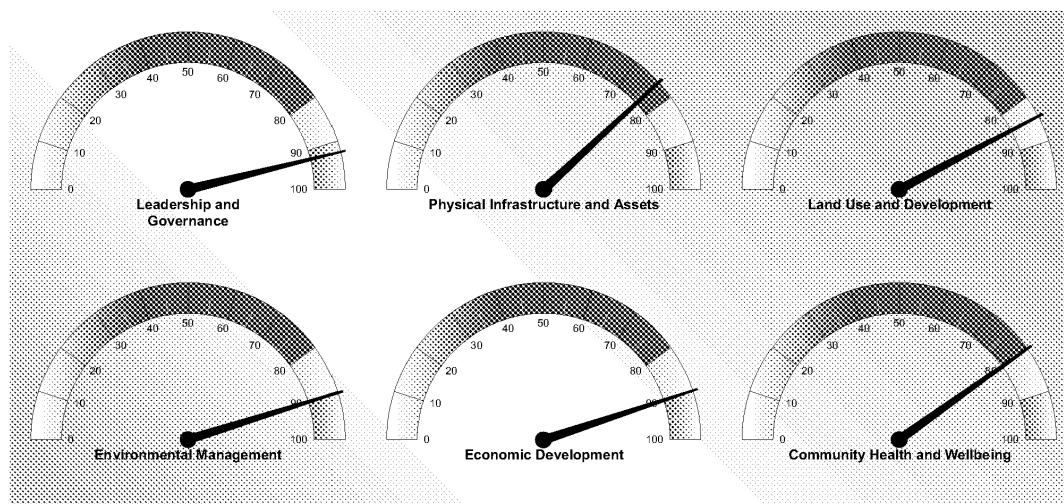 0 10 20 30 40 50 60 70 80 90 100
Leadership and
Governance
0 10 20 30 40 50 60 70 80 90 100
Physical Infrastructure and Assets
0 10 20 30 40 50 60 70 80 90 100
Land Use and Development
0 10 20 30 40 50 60 70 80 90 100
Environmental Management
0 10 20 30 40 50 60 70 80 90 100
Economic Development
0 10 20 30 40 50 60 70 80 90 100
Community Health and Wellbeing